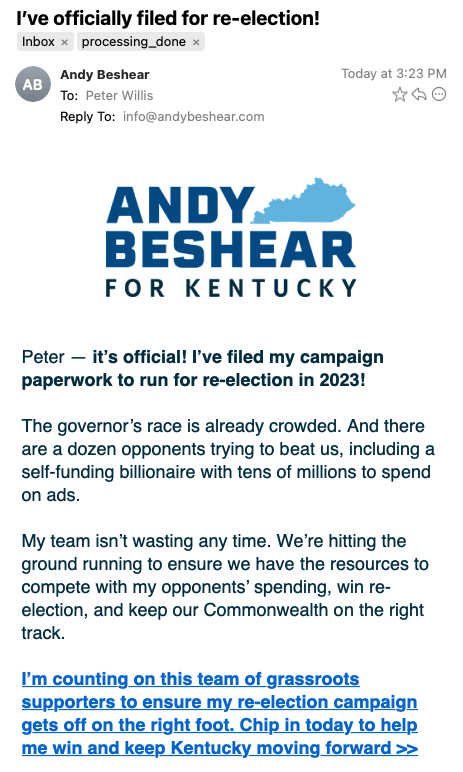 I’ve officially filed for re-election!
Inbox × processing_done ×
AB
Andy Beshear
Today at 3:23 PM
To: Peter Willis
Reply To: info@andybeshear.com
ANDY
BESHEAR
FOR KENTUCKY
Peter — it’s official! I’ve filed my campaign
paperwork to run for re-election in 2023!
The governor’s race is already crowded. And there
are a dozen opponents trying to beat us, including a
self-funding billionaire with tens of millions to spend
on ads.
My team isn’t wasting any time. We’re hitting the
ground running to ensure we have the resources to
compete with my opponents’ spending, win re-
election, and keep our Commonwealth on the right
track.
I’m counting on this team of grassroots
supporters to ensure my re-election campaign
gets off on the right foot. Chip in today to help
me win and keep Kentucky moving forward >>